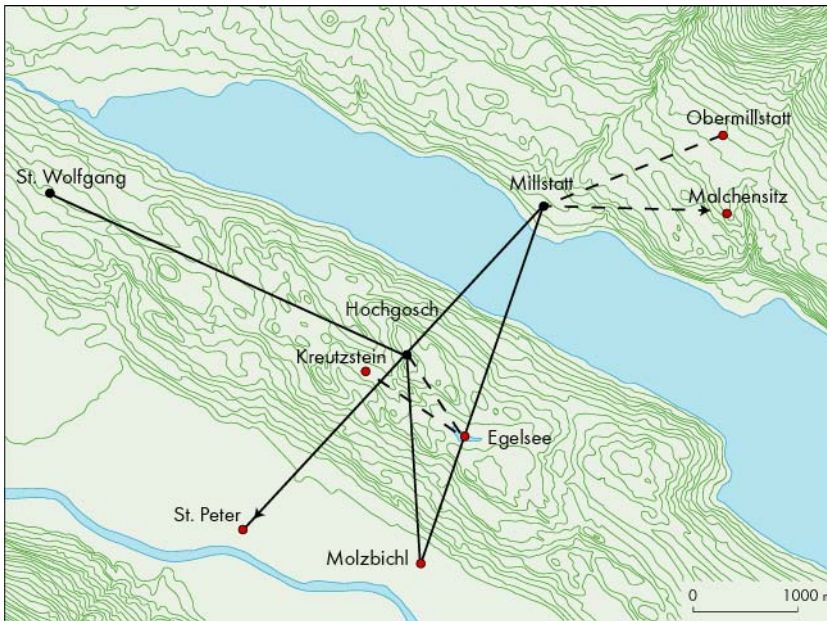 Obermillstatt
St. Wolfgang
Millstatt
Malchensitz
Hochgosch
Kreutzstein
Egelsee
St. Peter
Molzbichl
0 1000 m